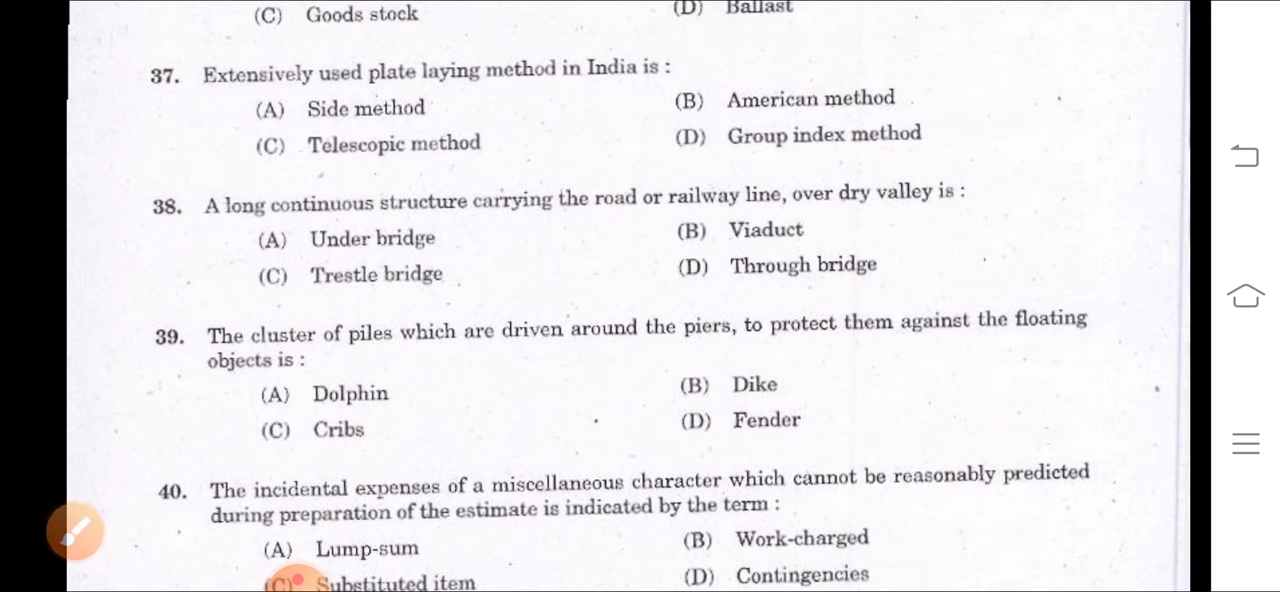 (C) Goods stock (D) Ballast
37. Extensively used plate laying method in India is :
(A) Side method (B) American method
(C) Telescopic method (D) Group index method
38. A long continuous structure carrying the road or railway line, over dry valley is :
(A) Under bridge (B) Viaduct
(C) Trestle bridge (D) Through bridge
39. The cluster of piles which are driven around the piers, to protect them against the floating
objects is :
(A) Dolphin (B) Dike
(C) Cribs (D) Fender
40. The incidental expenses of a miscellaneous character which cannot be reasonably predicted
during preparation of the estimate is indicated by the term :
(A) Lump-sum (B) Work-charged
(C) Substituted item (D) Contingencies